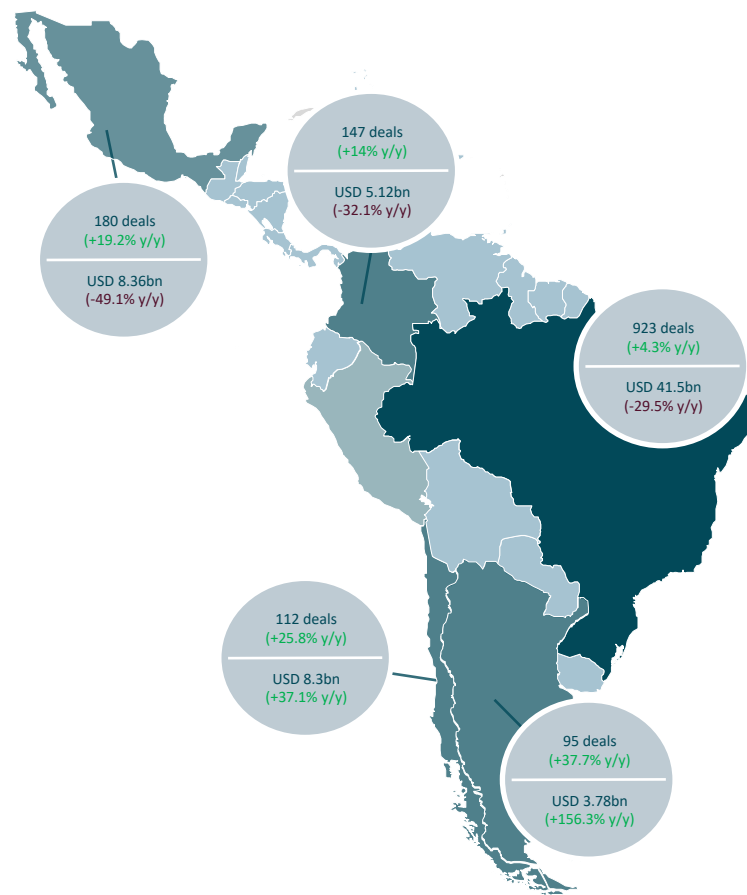 147 deals
(+14% y/y)
USD 5.12bn
(-32.1% y/y)
180 deals
(+19.2% y/y)
USD 8.36bn
(-49.1% y/y)
923 deals
(+4.3% y/y)
USD 41.5bn
(-29.5% y/y)
112 deals
(+25.8% y/y)
USD 8.3bn
(+37.1% y/y)
95 deals
(+37.7% y/y)
USD 3.78bn
(+156.3% y/y)